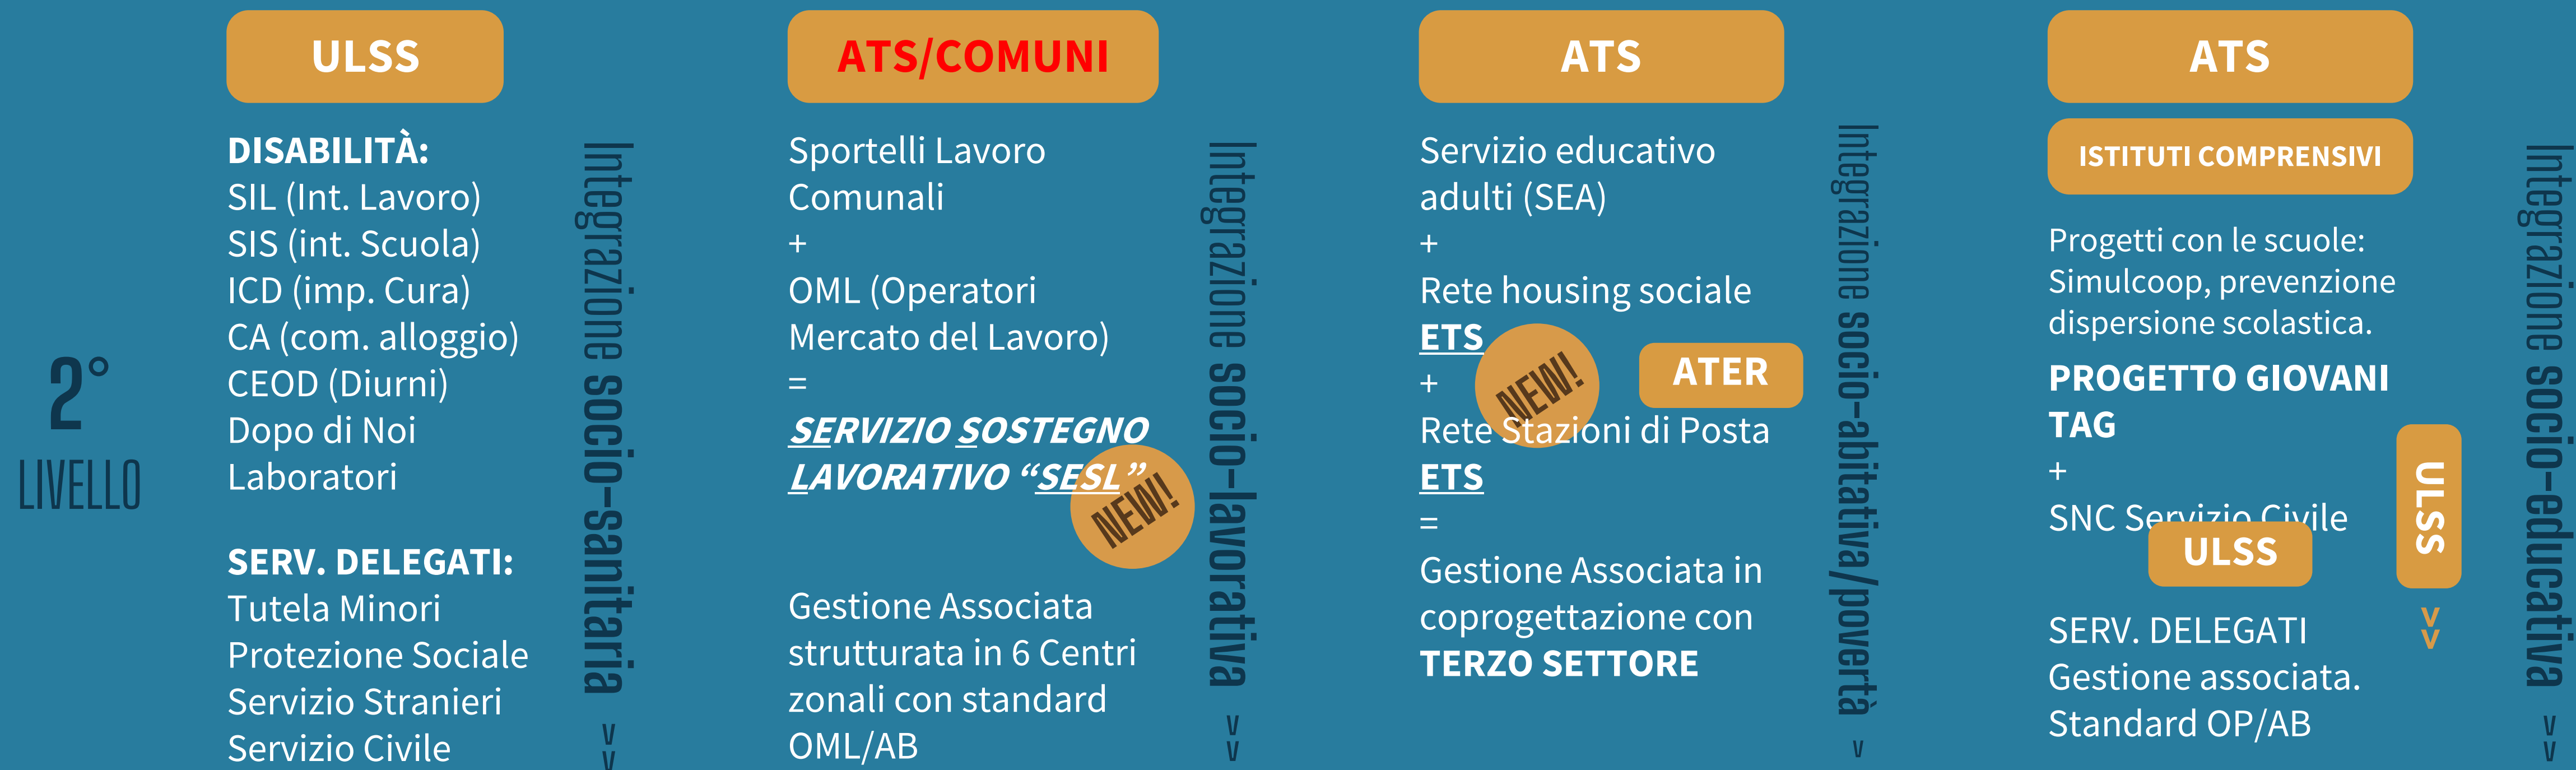 2°
LIVELLO
ULSS
DISABILITÀ:
SIL (Int. Lavoro)
SIS (int. Scuola)
ICD (imp. Cura)
CA (com. alloggio)
CEOD (Diurni)
Dopo di Noi
Laboratori
SERV. DELEGATI:
Tutela Minori
Protezione Sociale
Servizio Stranieri
Servizio Civile
Integrazione socio-sanitaria >>
ATS/COMUNI
Sportelli Lavoro
Comunali
+
OML (Operatori
Mercato del Lavoro)
=
SERVIZIO SOSTEGNO
LAVORATIVO “SESL”
NEW!
Gestione Associata
strutturata in 6 Centri
zonali con standard
OML/AB
Integrazione socio-lavorativa >>
ATS
Servizio educativo
adulti (SEA)
+
Rete housing sociale
ETS
+
NEW!
ATER
Rete Stazioni di Posta
ETS
=
Gestione Associata in
coprogettazione con
TERZO SETTORE
Integrazione socio-abitativa/povertà >
ATS
ISTITUTI COMPRENSIVI
Progetti con le scuole:
Simulcoop, prevenzione
dispersione scolastica.
PROGETTO GIOVANI
TAG
+
SNC Servizio Civile
ULSS
ULSS >>
SERV. DELEGATI
Gestione associata.
Standard OP/AB
Integrazione socio-educativa >>